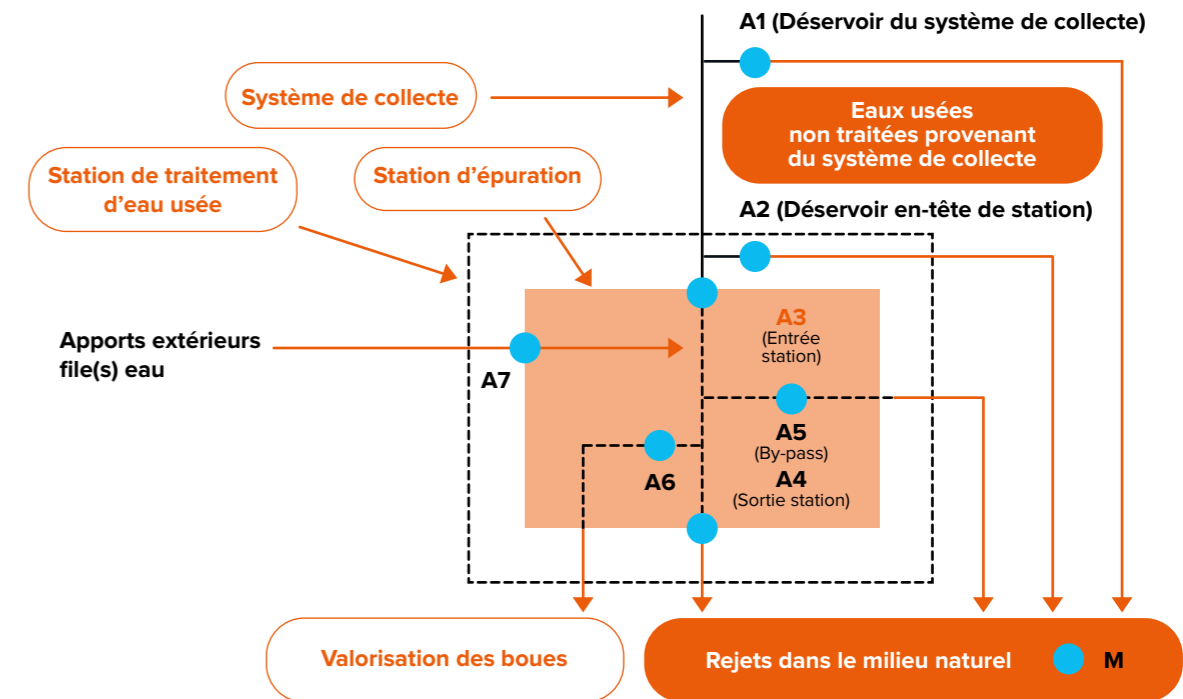 A1 (Déservoir du système de collecte)
Système de collecte
Eaux usées
non traitées provenant
du système de collecte
Station de traitement
d'eau usée
Station d'épuration
A2 (Déservoir en-tête de station)
A3
(Entrée
station)
Apports extérieurs
file(s) eau
A7
A5
(By-pass)
A6
A4
(Sortie station)
Valorisation des boues
Rejets dans le milieu naturel
M